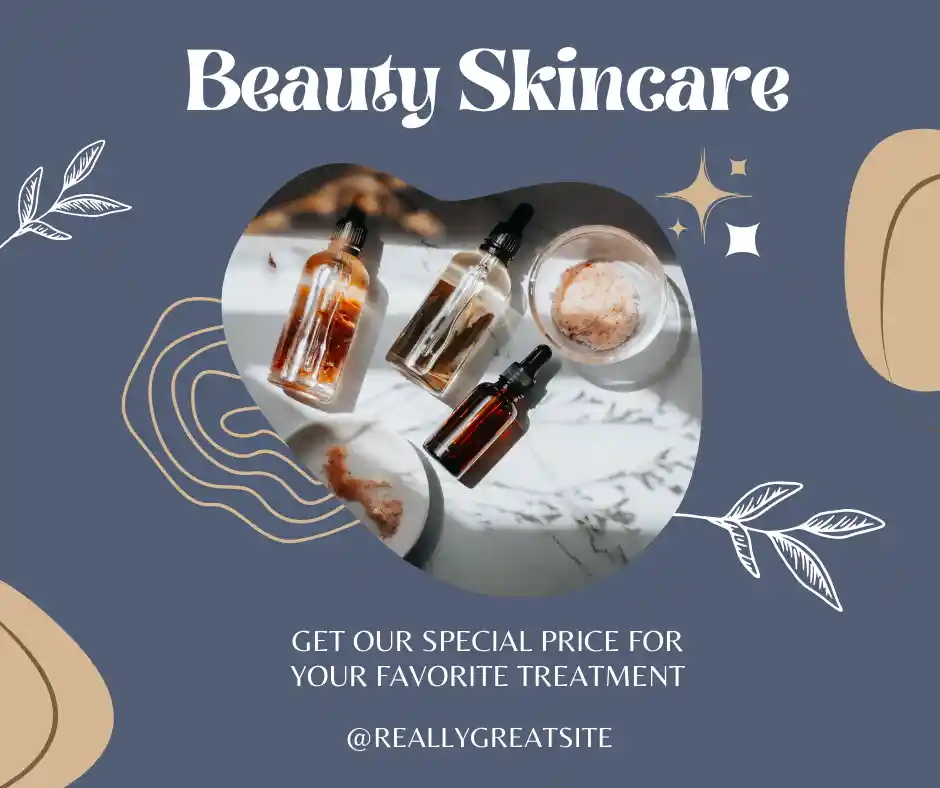 Beauty Skincare
GET OUR SPECIAL PRICE FOR
YOUR FAVORITE TREATMENT
@REALLYGREATSITE